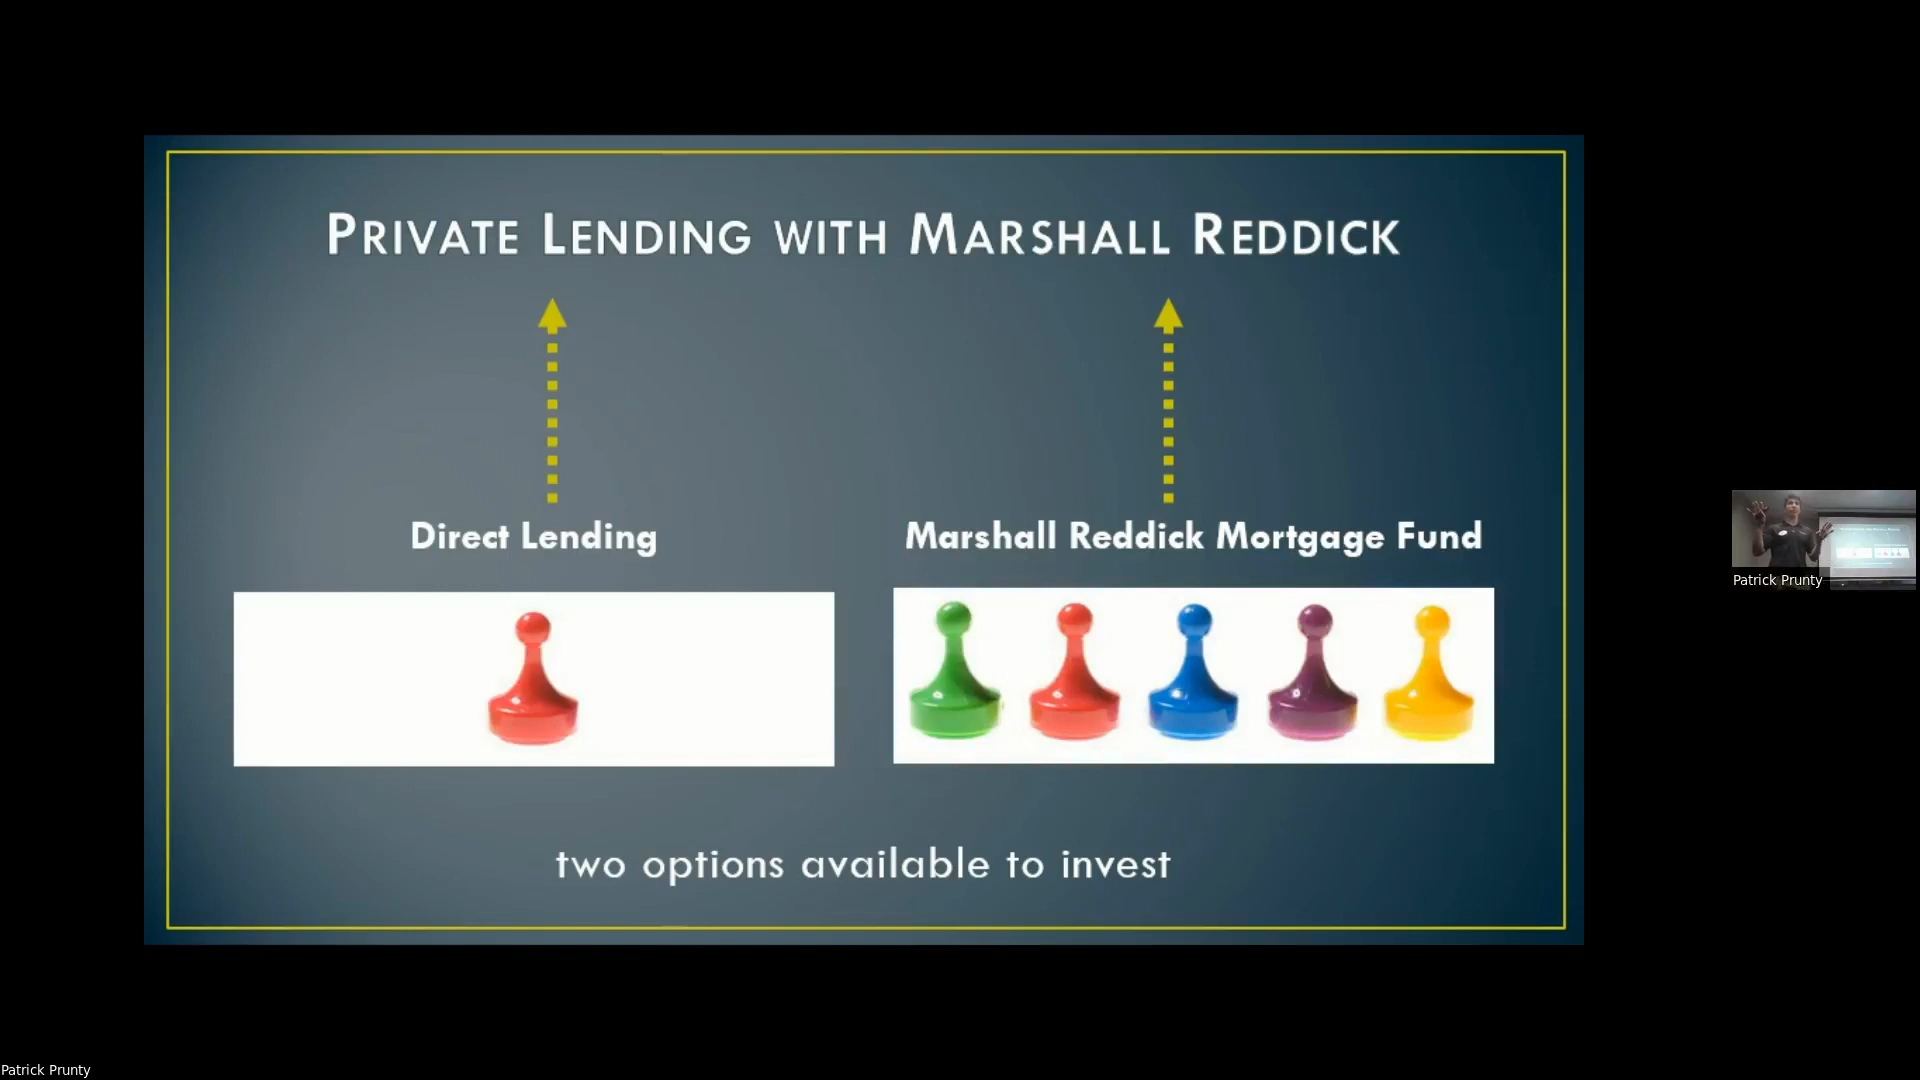 Private Lending with Marshall Reddick
Direct Lending
Marshall Reddick Mortgage Fund
two options available to invest
Patrick Prunty
Patrick Prunty